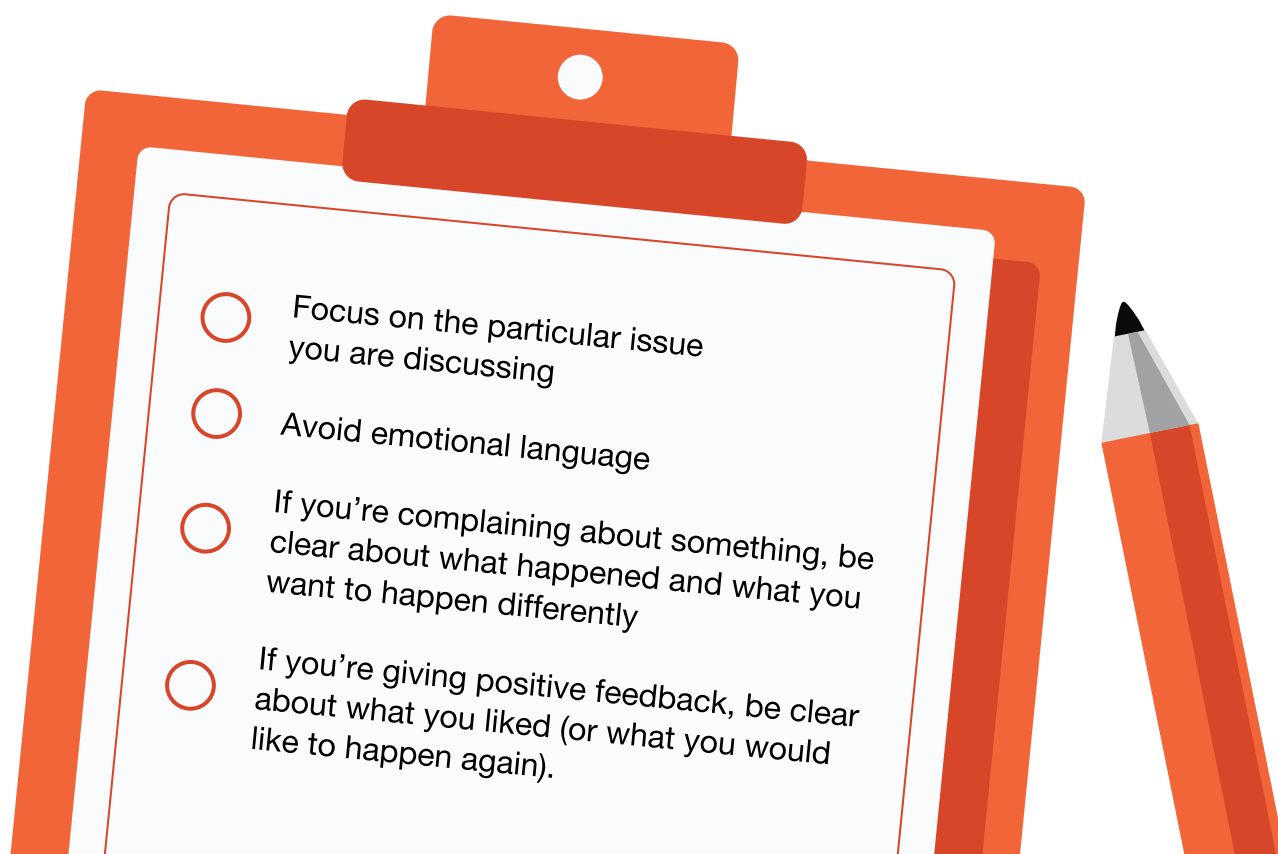 Focus on the particular issue
you are discussing
Avoid emotional language
If you’re complaining about something, be
clear about what happened and what you
want to happen differently
If you’re giving positive feedback, be clear
about what you liked (or what you would
like to happen again).